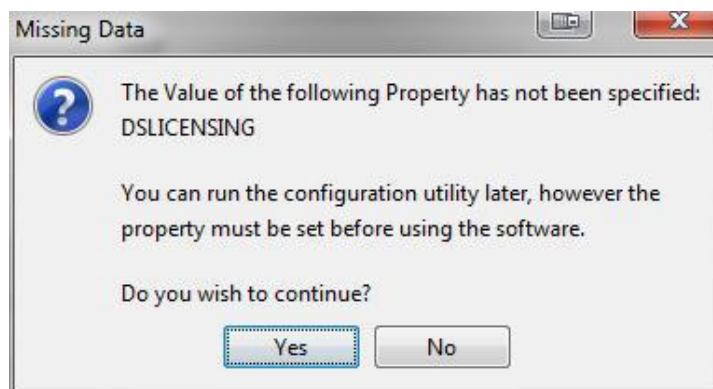 Missing Data
The Value of the following Property has not been specified:
DSLICENSING
You can run the configuration utility later, however the
property must be set before using the software.
Do you wish to continue?
Yes
No